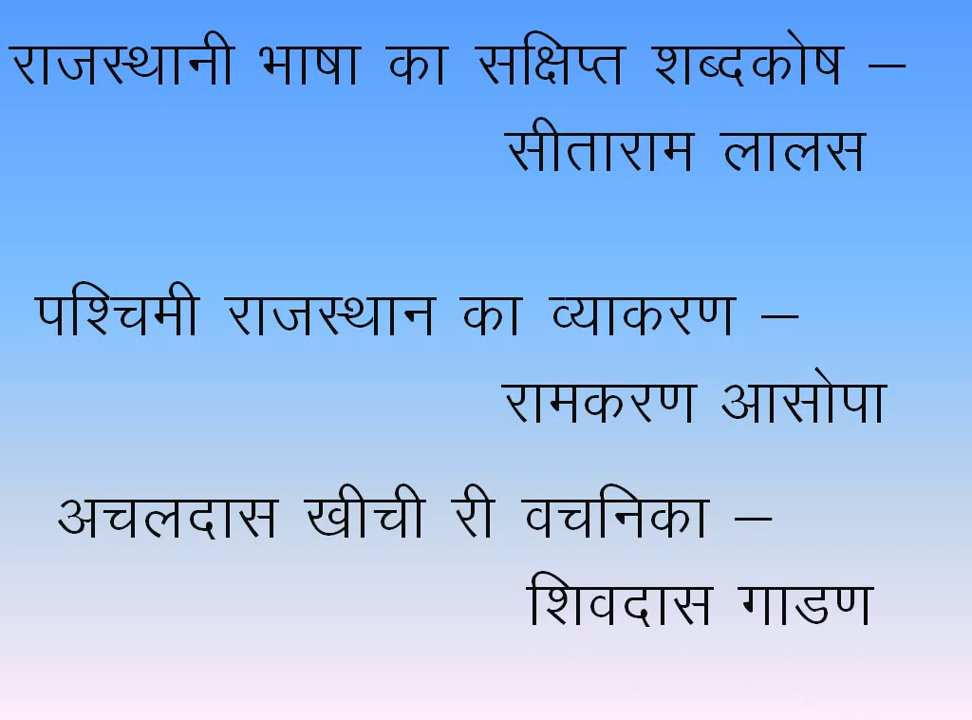 राजस्थानी भाषा का सक्षिप्त शब्दकोष –
सीताराम लालस
पश्चिमी राजस्थान का व्याकरण –
रामकरण आसोपा
अचलदास खीची री वचनिका –
शिवदास गाडण